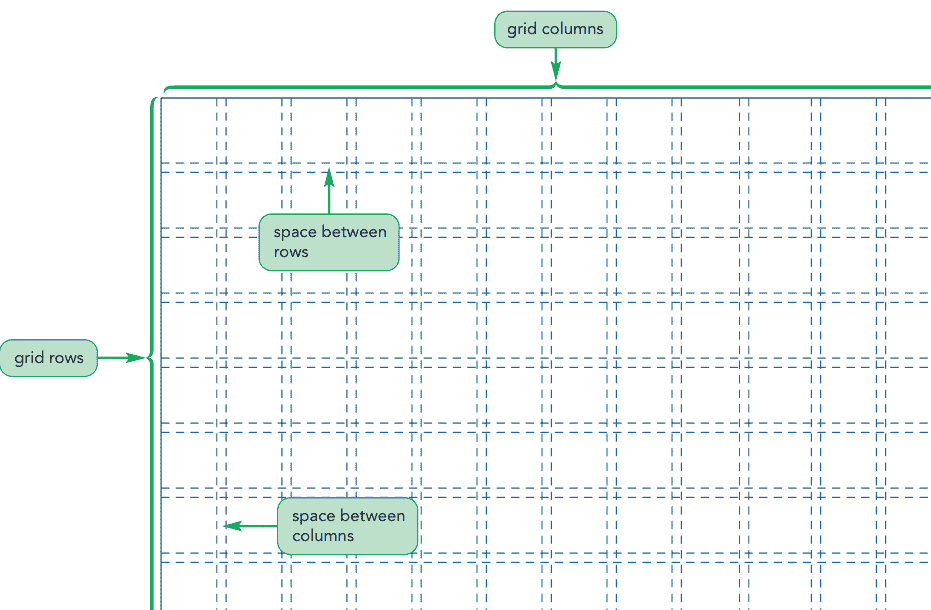 grid columns
space between
rows
grid rows
space between
columns